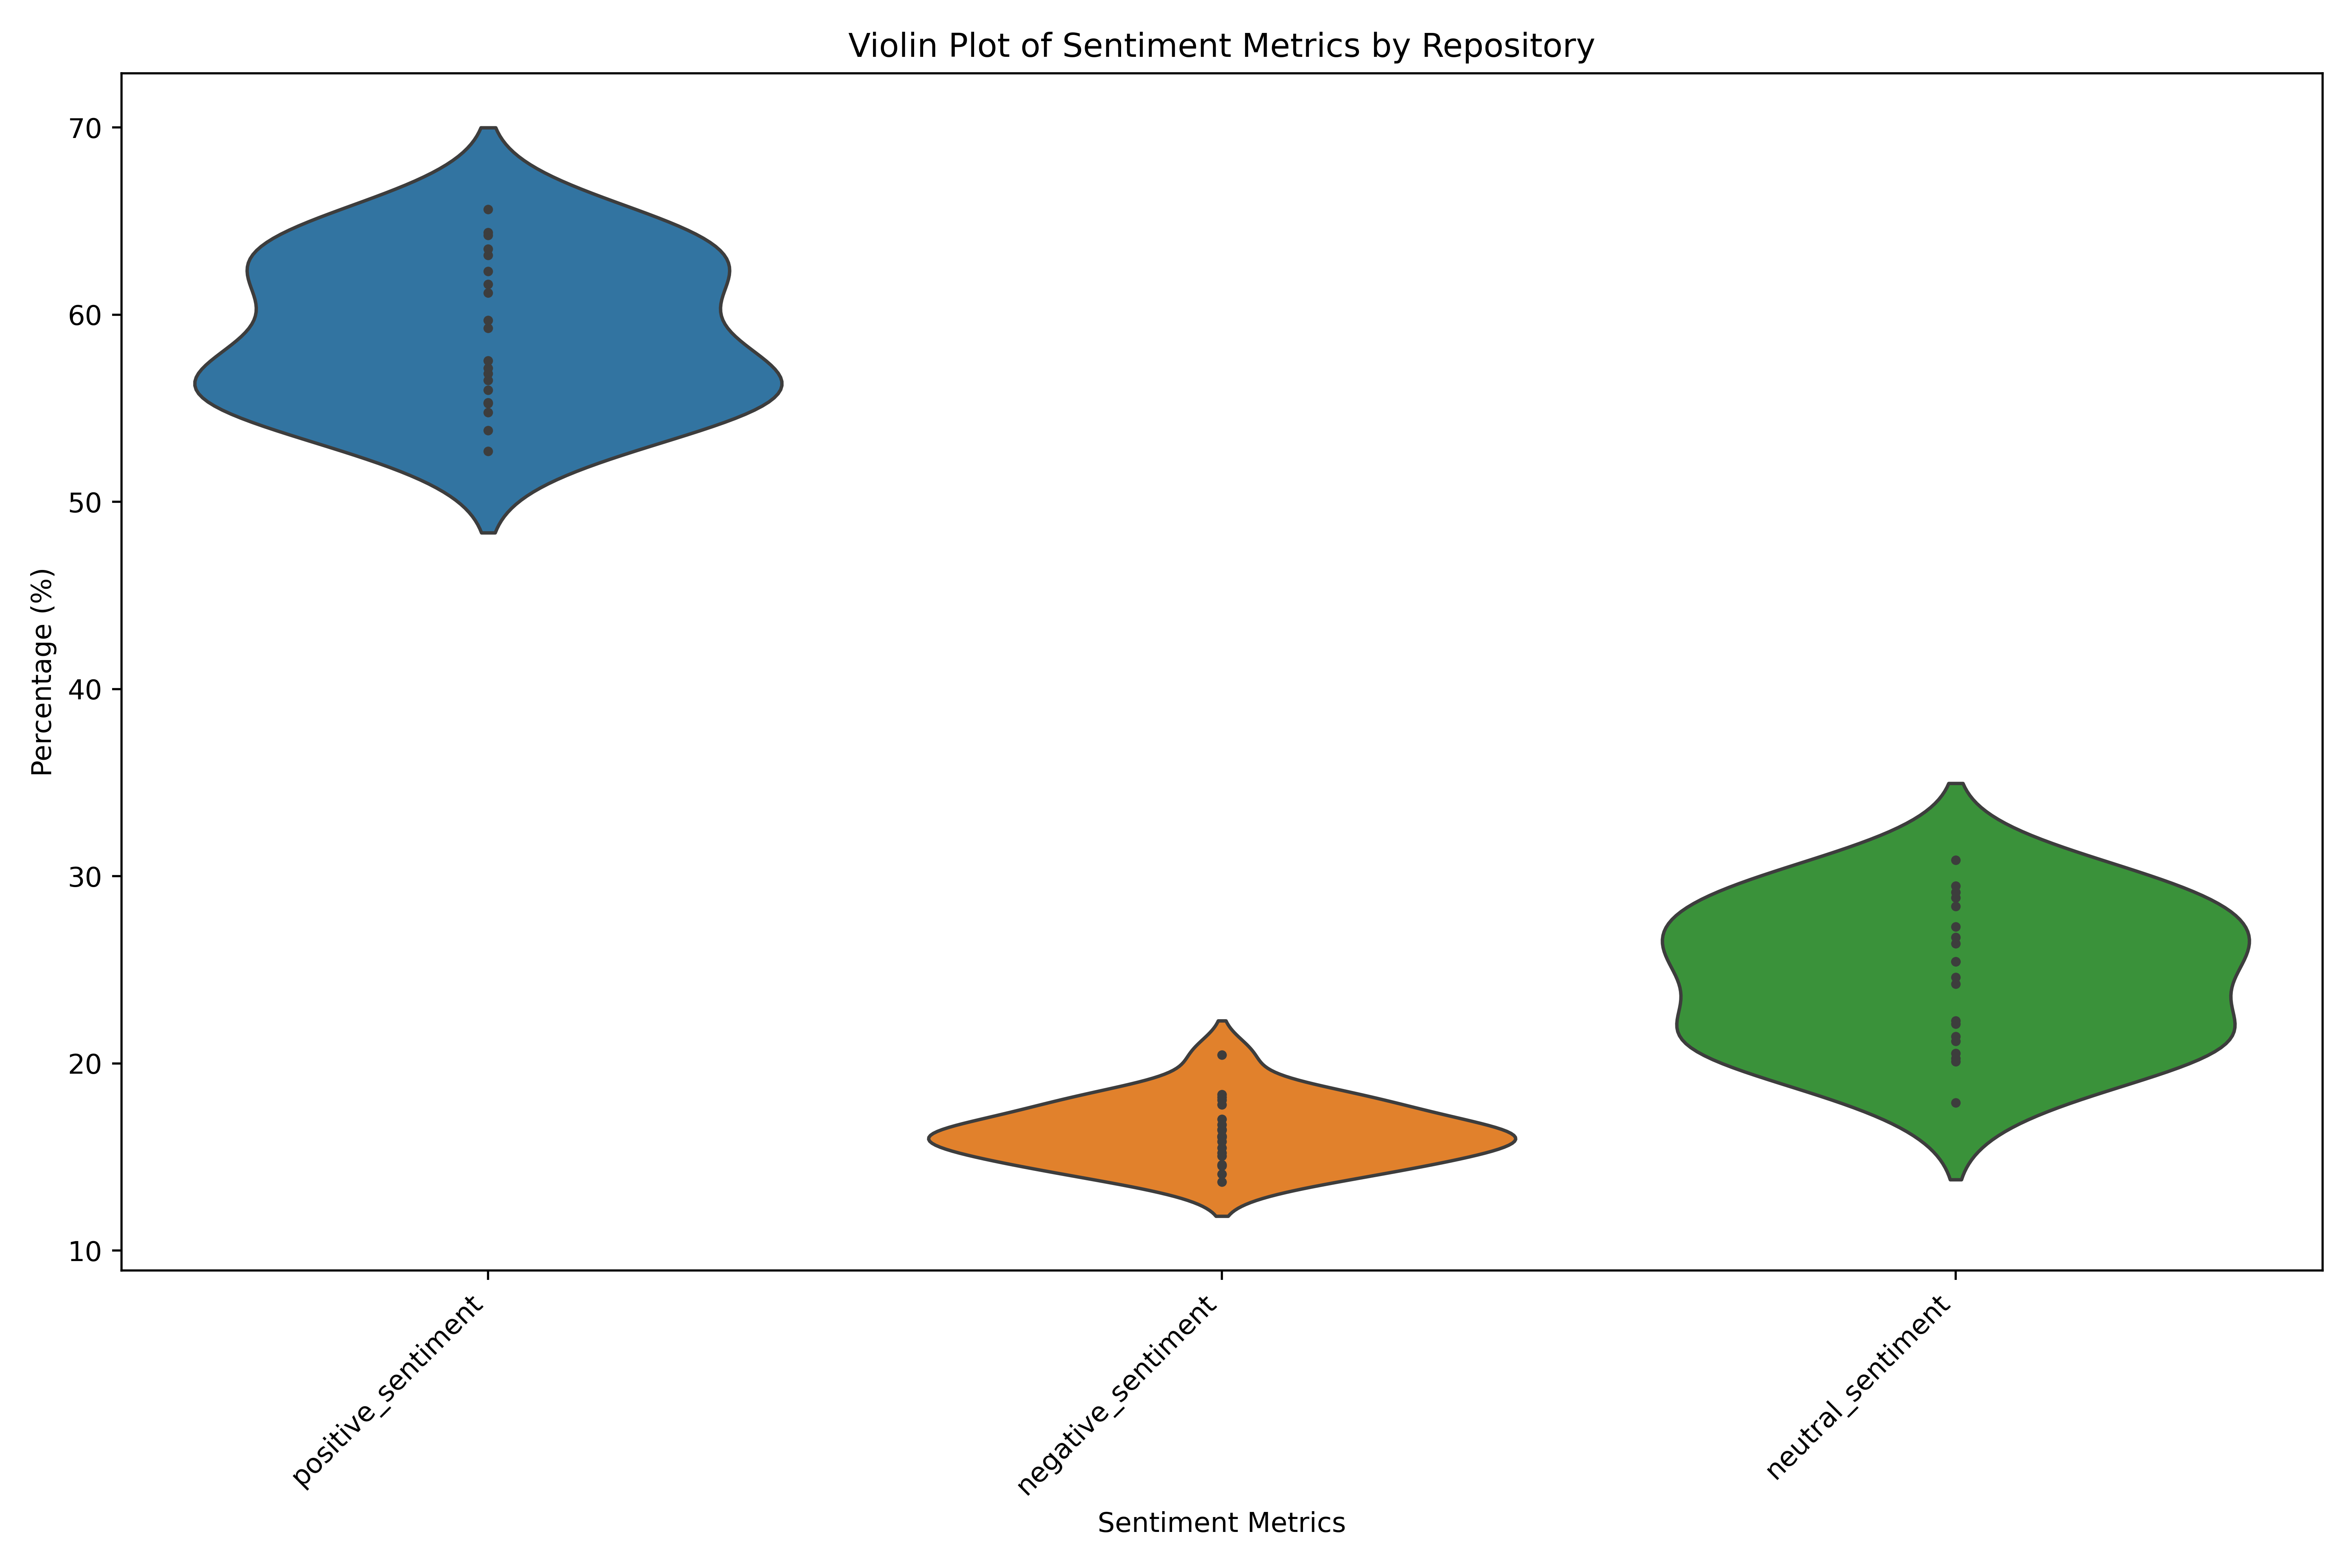 Violin Plot of Sentiment Metrics by Repository
Percentage (%)
70
60
50
40
30
20
10
positive_sentiment
negative_sentiment
neutral_sentiment
Sentiment Metrics